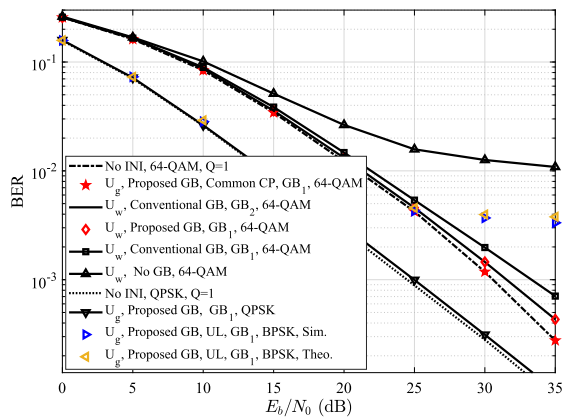 10^-1
10^-2
10^-3
BER
No INI, 64-QAM, Q=1
U_g, Proposed GB, Common CP, GB_1, 64-QAM
U_w, Conventional GB, GB_2, 64-QAM
U_w, Proposed GB, GB_1, 64-QAM
U_w, Conventional GB, GB_1, 64-QAM
U_w, No GB, 64-QAM
No INI, QPSK, Q=1
U_g, Proposed GB, GB_1, QPSK
U_g, Proposed GB, UL, GB_1, BPSK, Sim.
U_g, Proposed GB, UL, GB_1, BPSK, Theo.
0 5 10 15 20 25 30 35
E_b/N_0 (dB)